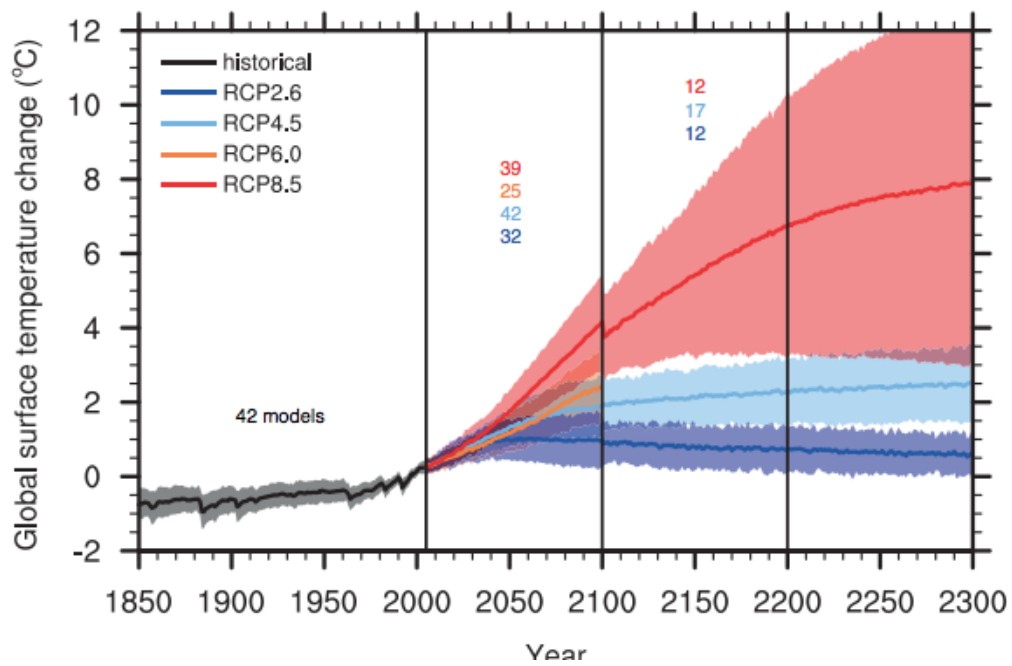 Global surface temperature change (°C)
12
10
8
6
4
2
0
-2
historical
RCP2.6
RCP4.5
RCP6.0
RCP8.5
39
25
42
32
12
17
12
42 models
1850 1900 1950 2000 2050 2100 2150 2200 2250 2300
Year